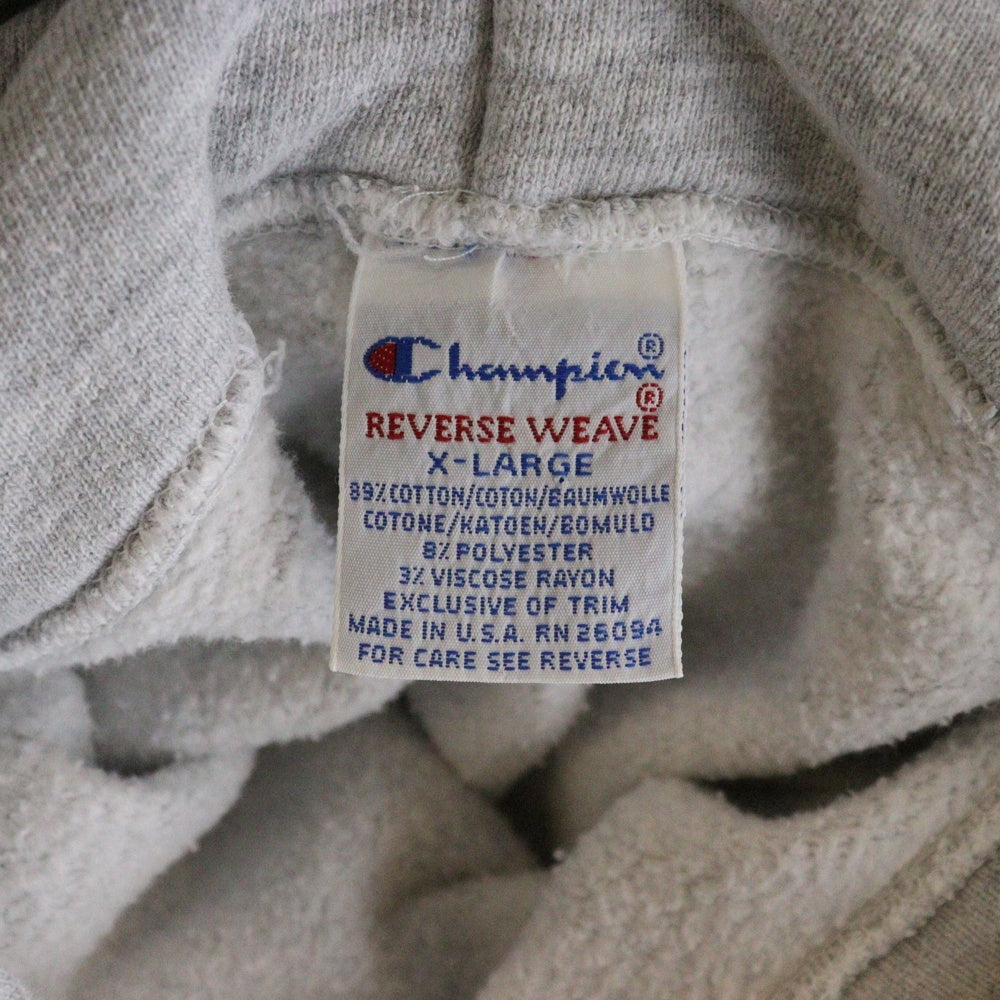 Champion®
REVERSE WEAVE®
X-LARGE
89% COTTON/COTON/BAUMWOLLE
COTONE/KATOEN/BOMULD
8% POLYESTER
3% VISCOSE RAYON
EXCLUSIVE OF TRIM
MADE IN U.S.A. RN 26094
FOR CARE SEE REVERSE